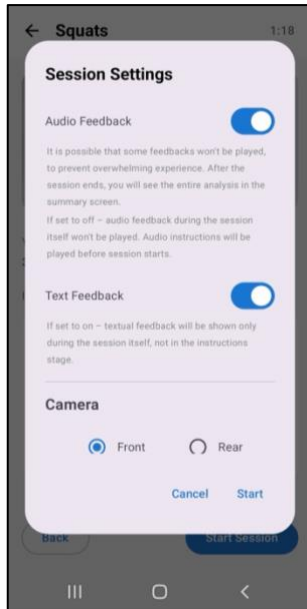 Squats 1:18
Session Settings
Audio Feedback
It is possible that some feedbacks won't be played,
to prevent overwhelming experience. After the
session ends, you will see the entire analysis in the
summary screen.
If set to off – audio feedback during the session
itself won't be played. Audio instructions will be
played before session starts.
Text Feedback
If set to on – textual feedback will be shown only
during the session itself, not in the instructions
stage.
Camera
Front Rear
Cancel Start
Back Start Session